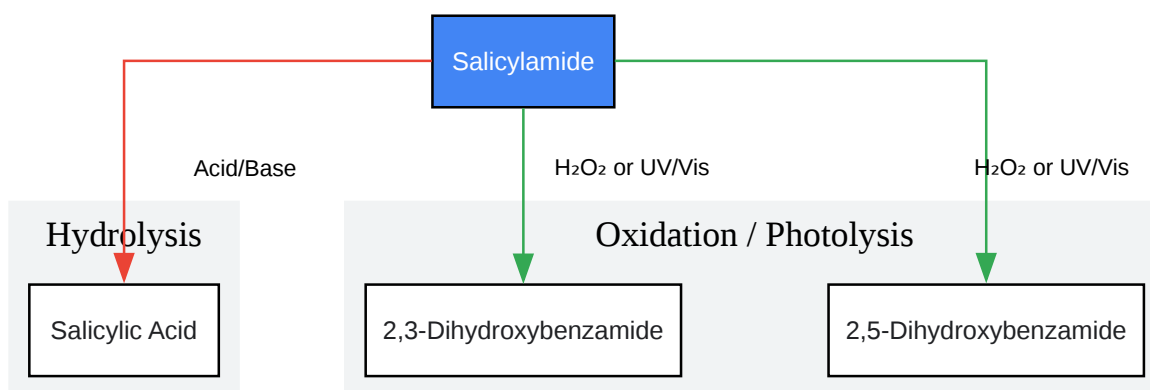 Salicylamide
Acid/Base
H₂O₂ or UV/Vis
H₂O₂ or UV/Vis
Hydrolysis
Oxidation / Photolysis
Salicylic Acid
2,3-Dihydroxybenzamide
2,5-Dihydroxybenzamide